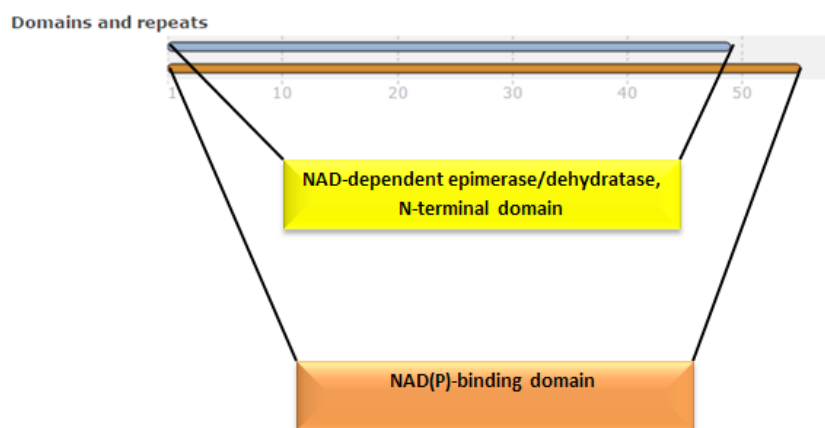 Domains and repeats
1 10 20 30 40 50
NAD-dependent epimerase/dehydratase,
N-terminal domain
NAD(P)-binding domain